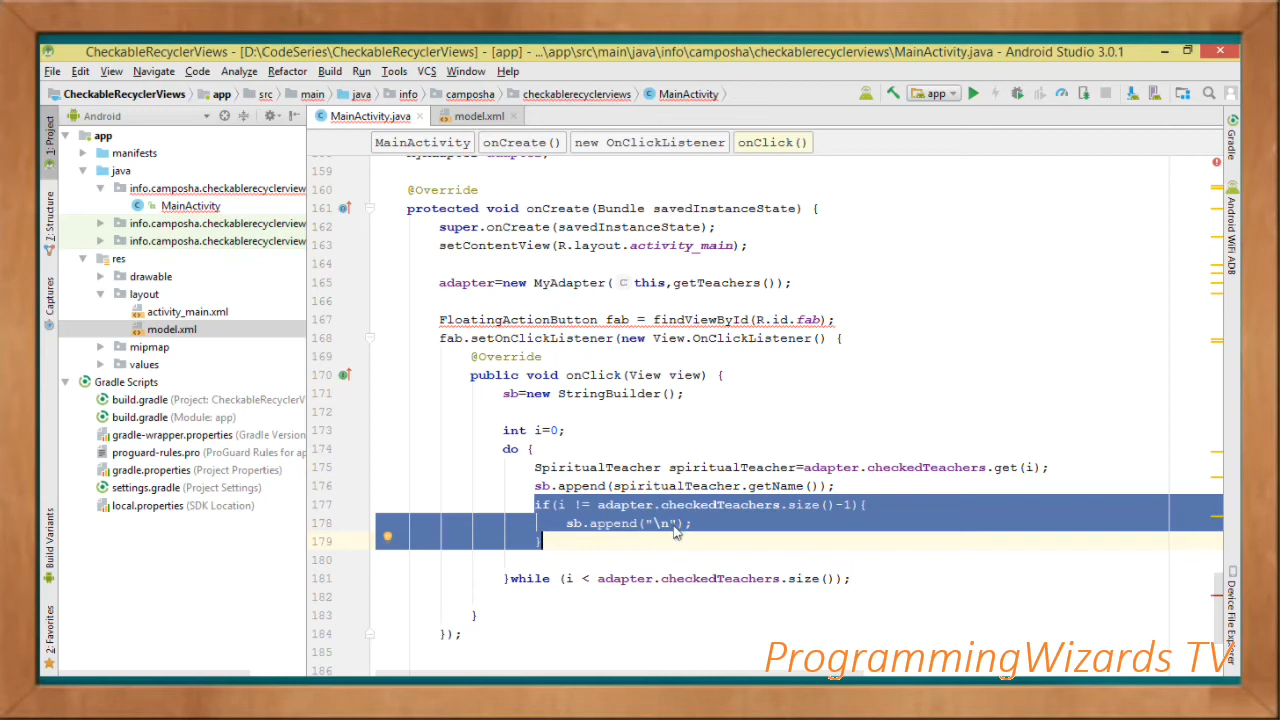 CheckableRecyclerViews - [D:\CodeSeries\CheckableRecyclerViews] - [app] - ...\app\src\main\java\info\camposha\checkablerecyclerviews\MainActivity.java - Android Studio 3.0.1
File Edit View Navigate Code Analyze Refactor Build Run Tools VCS Window Help
CheckableRecyclerViews app src main java info camposha checkablerecyclerviews MainActivity app
Android
MainActivity.java model.xml
MainActivity onCreate() new OnClickListener onClick()
1: Project
7: Structure
Captures
Build Variants
2: Favorites
app
manifests
java
info.camposha.checkablerecyclerview
MainActivity
info.camposha.checkablerecyclerview
info.camposha.checkablerecyclerview
res
drawable
layout
activity_main.xml
model.xml
mipmap
values
Gradle Scripts
build.gradle (Project: CheckableRecyclerV
build.gradle (Module: app)
gradle-wrapper.properties (Gradle Version
proguard-rules.pro (ProGuard Rules for ap
gradle.properties (Project Properties)
settings.gradle (Project Settings)
local.properties (SDK Location)
159
160 @Override
161 protected void onCreate(Bundle savedInstanceState) {
162 super.onCreate(savedInstanceState);
163 setContentView(R.layout.activity_main);
164
165 adapter=new MyAdapter( this,getTeachers());
166
167 FloatingActionButton fab = findViewById(R.id.fab);
168 fab.setOnClickListener(new View.OnClickListener() {
169 @Override
170 public void onClick(View view) {
171 sb=new StringBuilder();
172
173 int i=0;
174 do {
175 SpiritualTeacher spiritualTeacher=adapter.checkedTeachers.get(i);
176 sb.append(spiritualTeacher.getName());
177 if(i != adapter.checkedTeachers.size()-1){
178 sb.append("\n");
179 }
180
181 }while (i < adapter.checkedTeachers.size());
182
183 }
184 });
185
186
Gradle
Android WiFi ADB
Device File Explorer
ProgrammingWizards TV